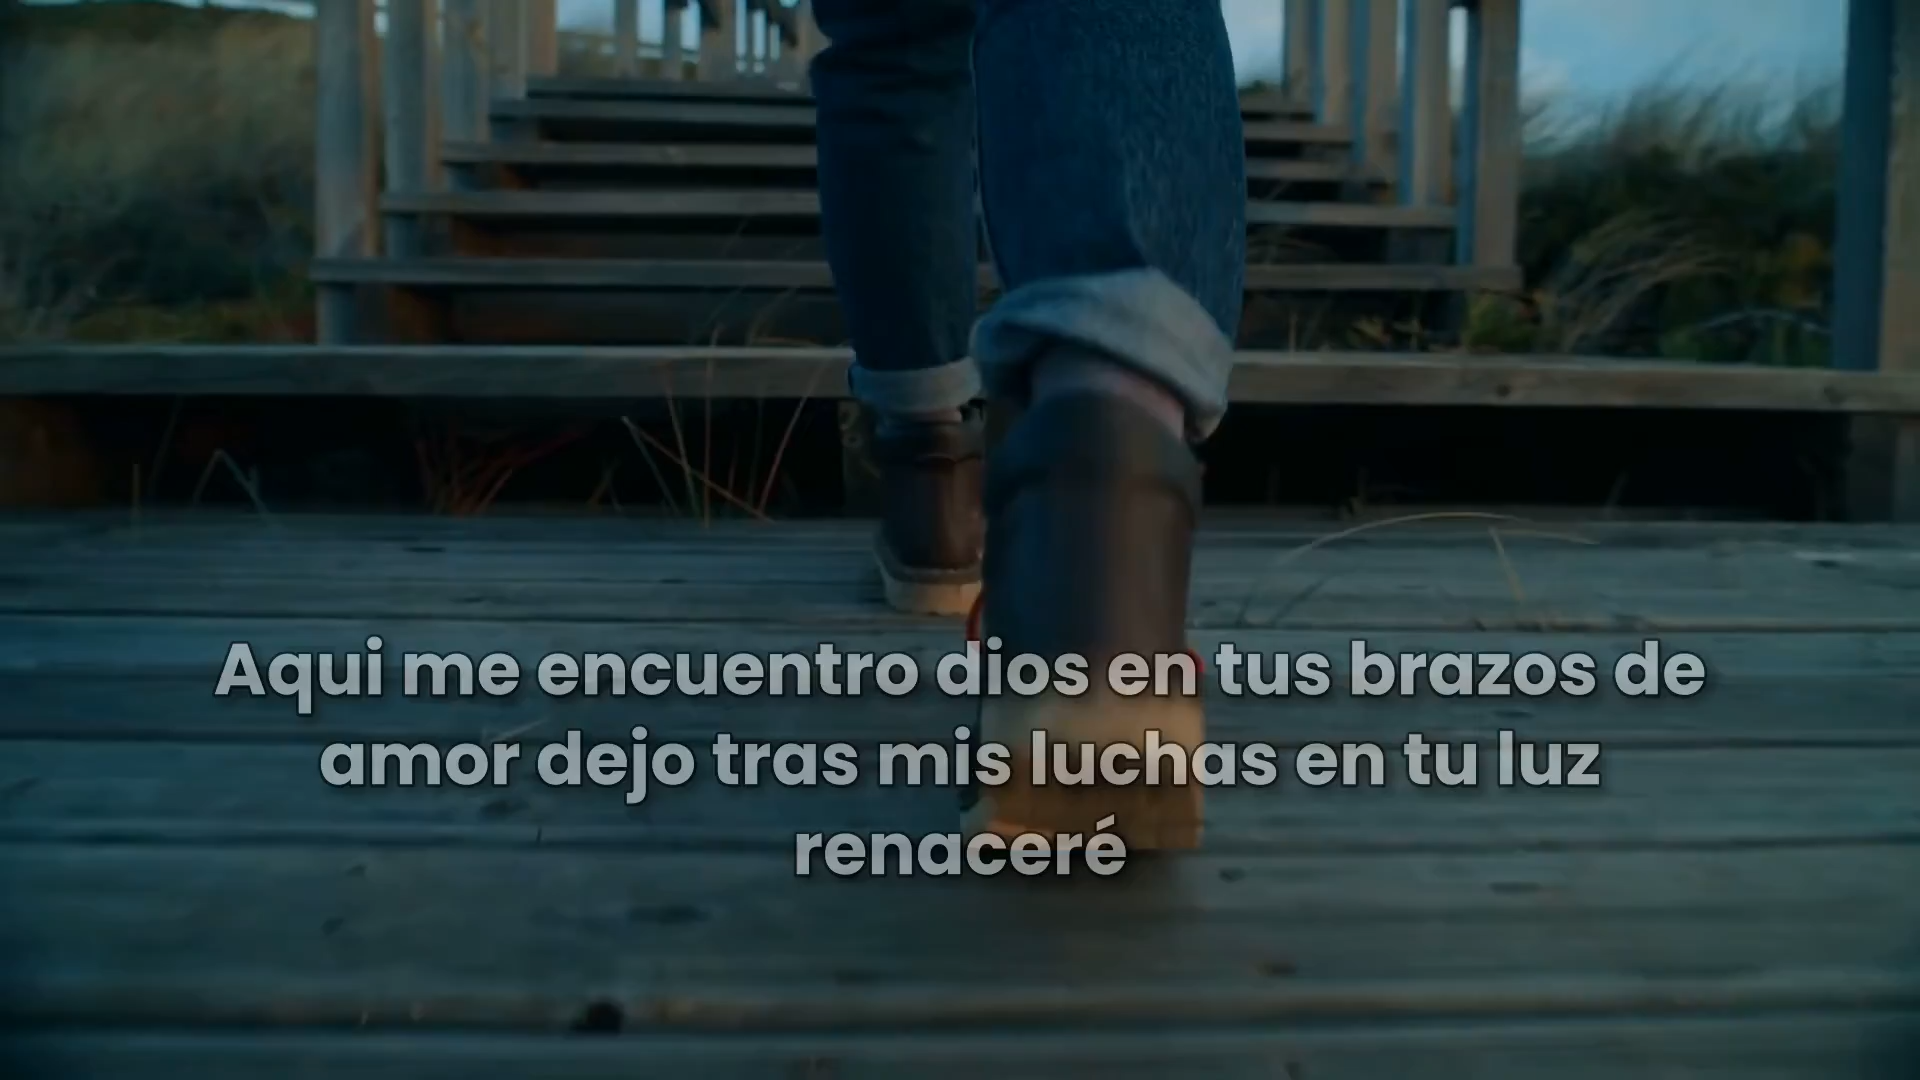 Aqui me encuentro dios en tus brazos de
amor dejo tras mis luchas en tu luz
renaceré